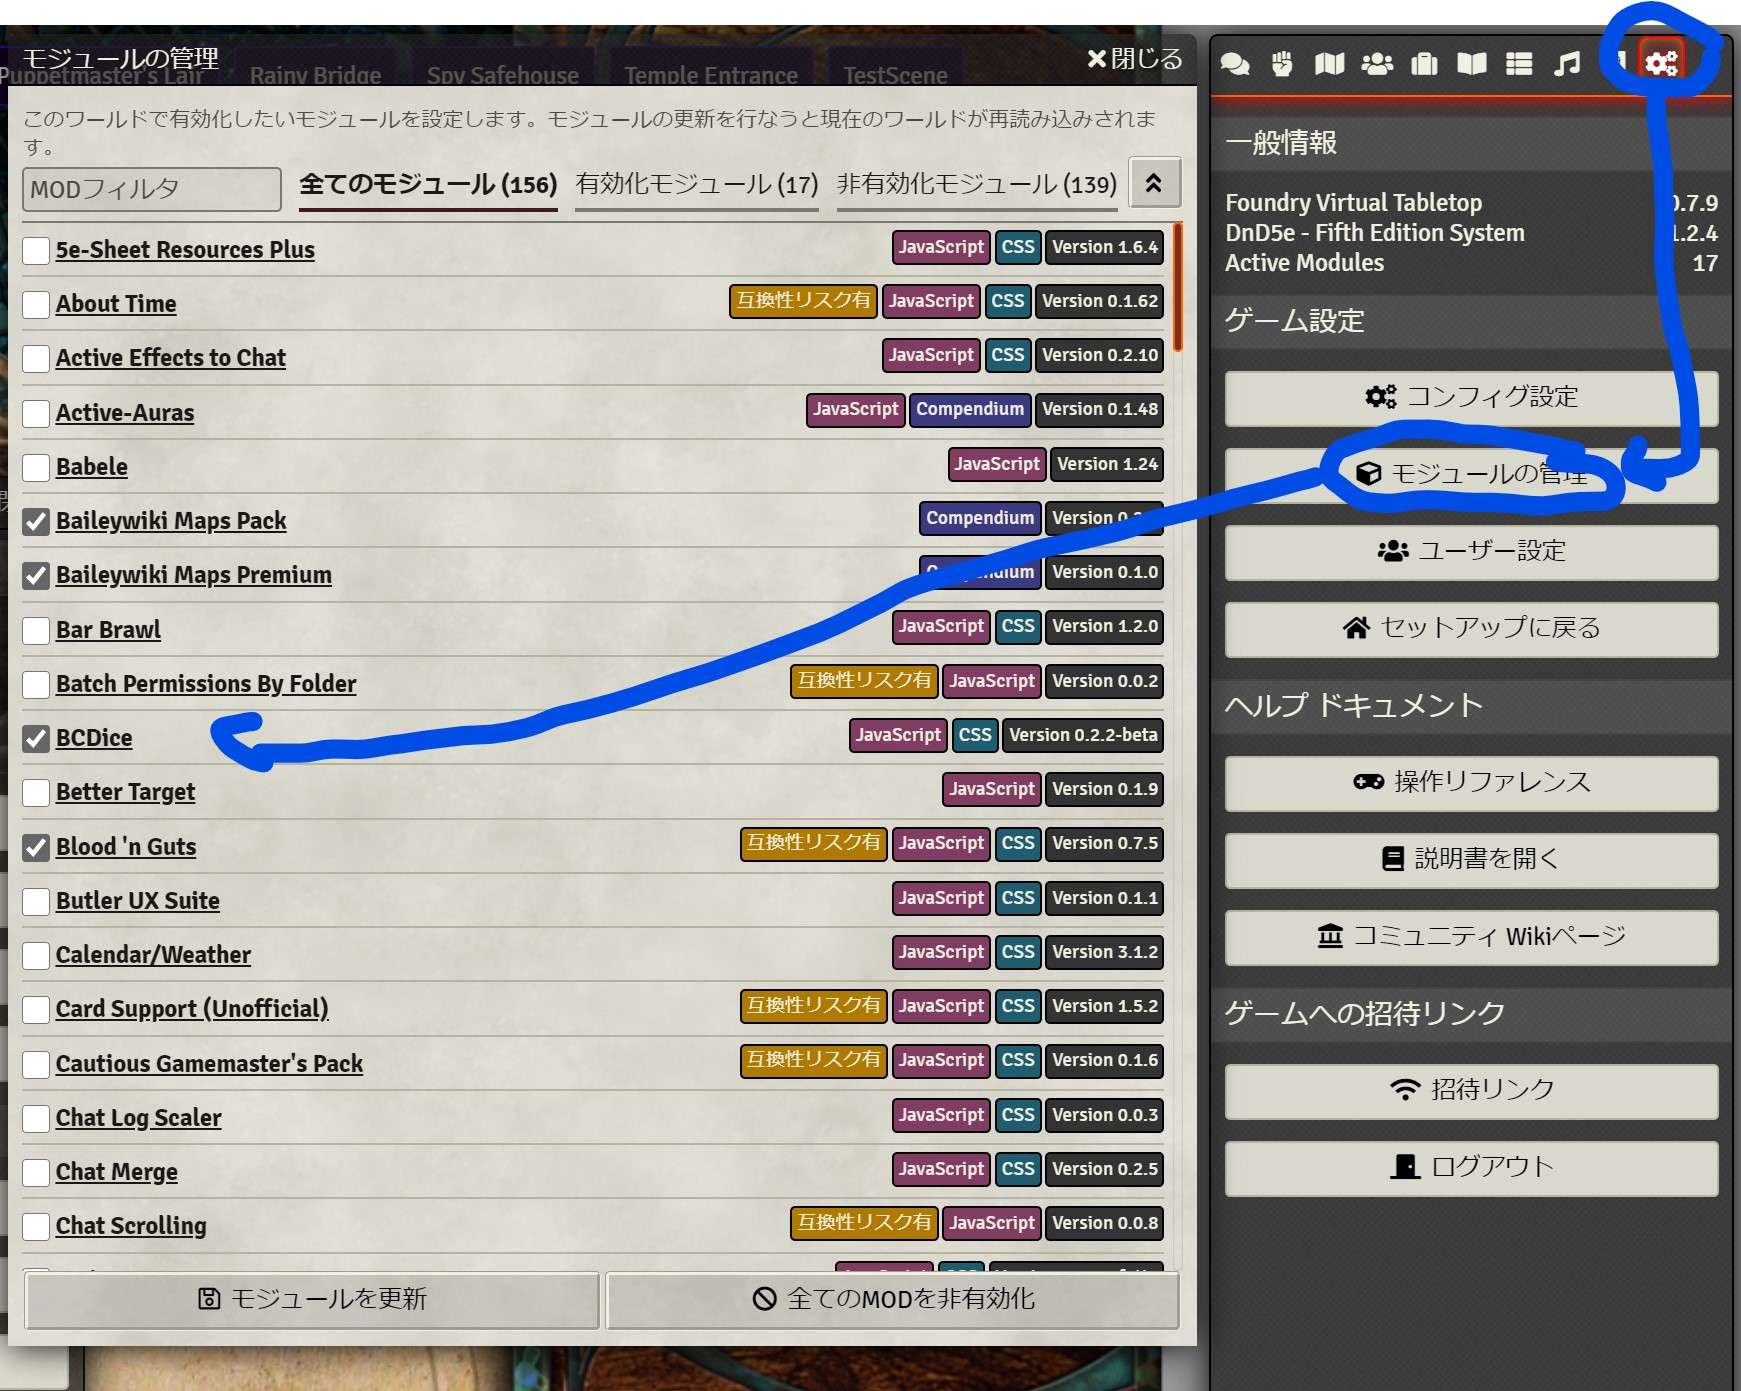 モジュールの管理
閉じる
Puppetmaster's Lair
Rainy Bridge
Spy Safehouse
Temple Entrance
TestScene
このワールドで有効化したいモジュールを設定します。モジュールの更新を行なうと現在のワールドが再読み込みされま
す。
MODフィルタ
全てのモジュール (156)
有効化モジュール (17)
非有効化モジュール (139)
5e-Sheet Resources Plus JavaScript CSS Version 1.6.4
About Time 互換性リスク有 JavaScript CSS Version 0.1.62
Active Effects to Chat JavaScript CSS Version 0.2.10
Active-Auras JavaScript Compendium Version 0.1.48
Babele JavaScript Version 1.24
Baileywiki Maps Pack Compendium Version
Baileywiki Maps Premium Compendium Version 0.1.0
Bar Brawl JavaScript CSS Version 1.2.0
Batch Permissions By Folder 互換性リスク有 JavaScript Version 0.0.2
BCDice JavaScript CSS Version 0.2.2-beta
Better Target JavaScript Version 0.1.9
Blood 'n Guts 互換性リスク有 JavaScript CSS Version 0.7.5
Butler UX Suite JavaScript CSS Version 0.1.1
Calendar/Weather JavaScript CSS Version 3.1.2
Card Support (Unofficial) 互換性リスク有 JavaScript CSS Version 1.5.2
Cautious Gamemaster's Pack 互換性リスク有 JavaScript CSS Version 0.1.6
Chat Log Scaler JavaScript CSS Version 0.0.3
Chat Merge JavaScript CSS Version 0.2.5
Chat Scrolling 互換性リスク有 JavaScript Version 0.0.8
モジュールを更新
全てのMODを非有効化
一般情報
Foundry Virtual Tabletop 0.7.9
DnD5e - Fifth Edition System 1.2.4
Active Modules 17
ゲーム設定
コンフィグ設定
モジュールの管理
ユーザー設定
セットアップに戻る
ヘルプ ドキュメント
操作リファレンス
説明書を開く
コミュニティ Wikiページ
ゲームへの招待リンク
招待リンク
ログアウト